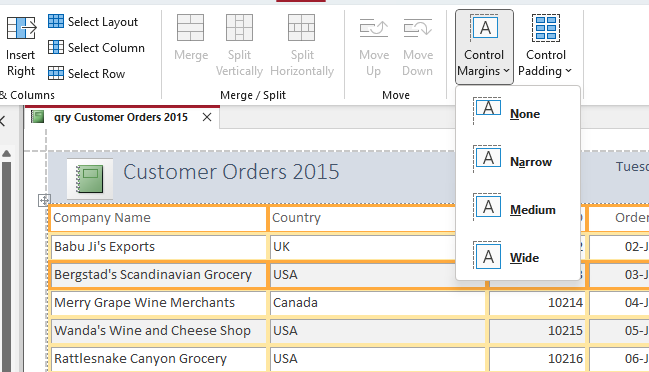 Insert Right
& Columns
Select Layout
Select Column
Select Row
Merge
Split Vertically
Split Horizontally
Merge / Split
Move Up
Move Down
Move
Control Margins
Control Padding
None
Narrow
Medium
Wide
qry Customer Orders 2015
Customer Orders 2015
Tuesd
Company Name Country Order
Babu Ji's Exports UK 2 02-J
Bergstad's Scandinavian Grocery USA 3 03-J
Merry Grape Wine Merchants Canada 10214 04-J
Wanda's Wine and Cheese Shop USA 10215 05-J
Rattlesnake Canyon Grocery USA 10216 06-J